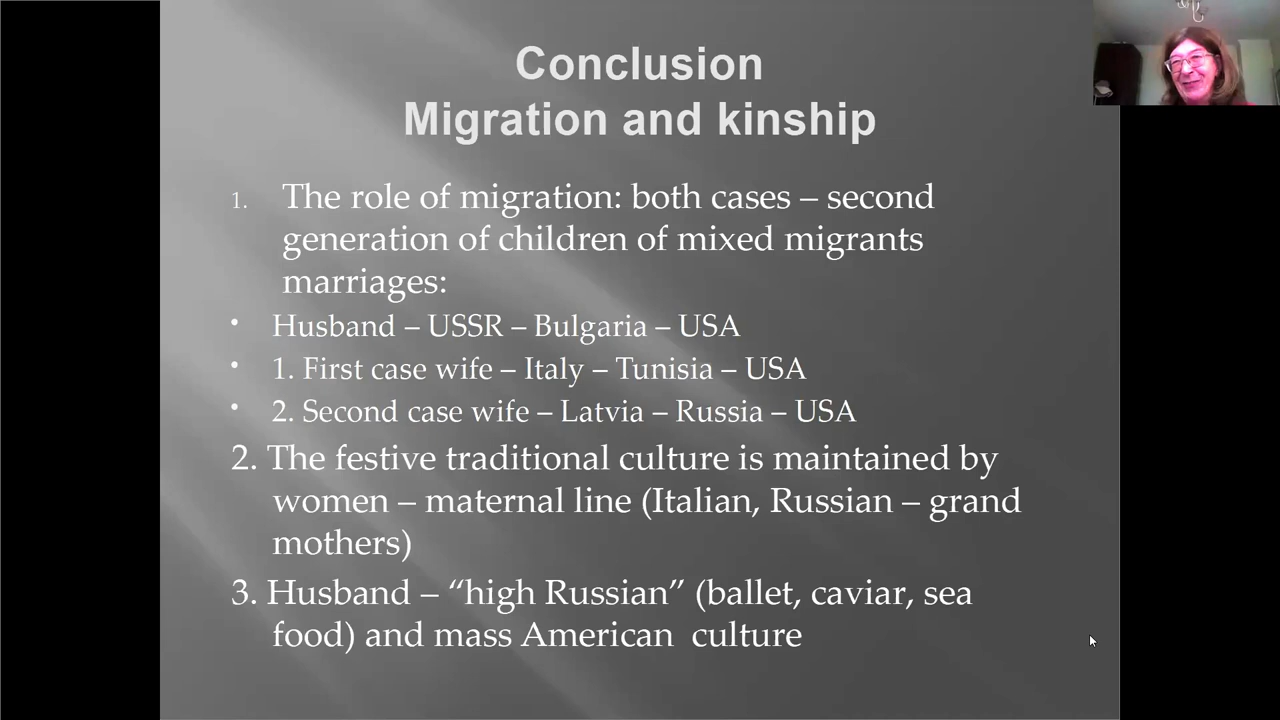 Conclusion
Migration and kinship
1. The role of migration: both cases – second
generation of children of mixed migrants
marriages:
• Husband – USSR – Bulgaria – USA
• 1. First case wife – Italy – Tunisia – USA
• 2. Second case wife – Latvia – Russia – USA
2. The festive traditional culture is maintained by
women – maternal line (Italian, Russian – grand
mothers)
3. Husband – “high Russian” (ballet, caviar, sea
food) and mass American  culture